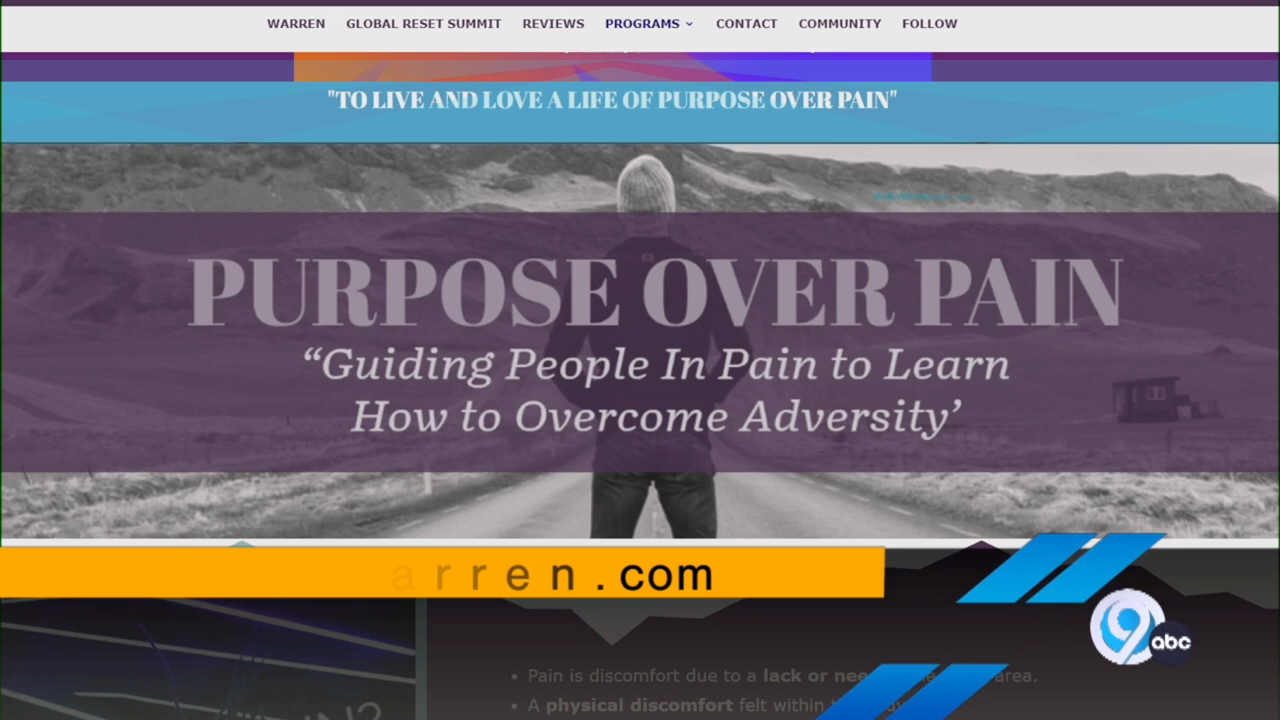 WARREN GLOBAL RESET SUMMIT REVIEWS PROGRAMS CONTACT COMMUNITY FOLLOW
"TO LIVE AND LOVE A LIFE OF PURPOSE OVER PAIN"
PURPOSE OVER PAIN
“Guiding People In Pain to Learn
How to Overcome Adversity’
arren.com
9 abc
• Pain is discomfort due to a lack or area.
• A physical discomfort felt within